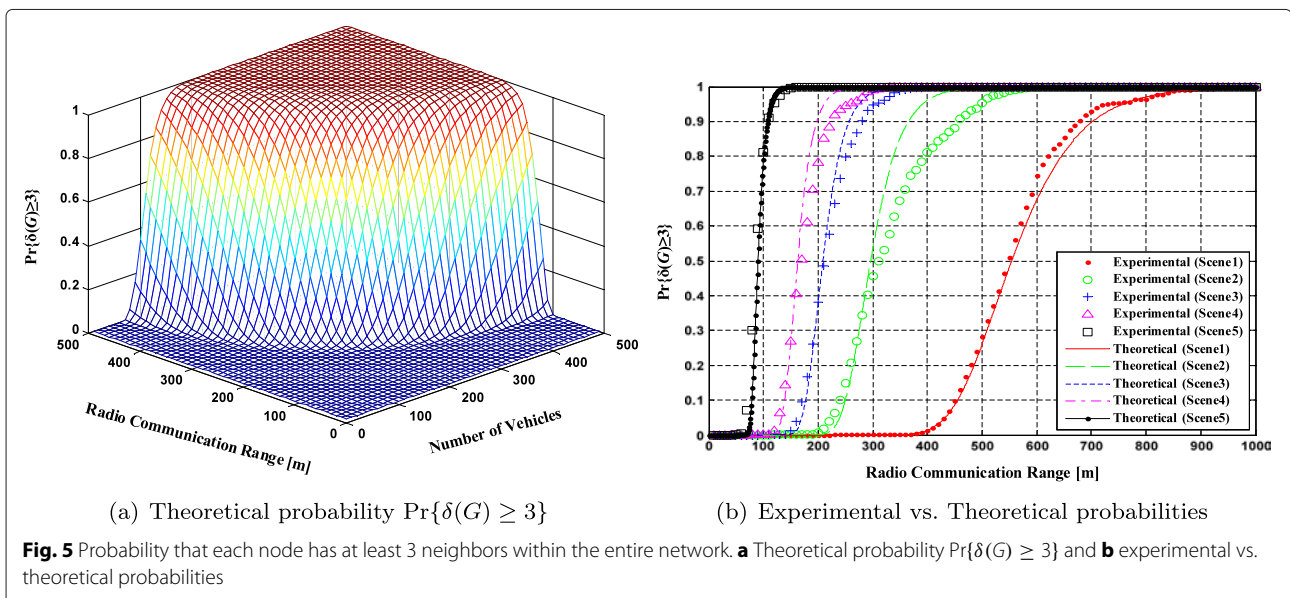 1
0.8
0.6
0.4
0.2
0
Pr{δ(G)≥3}
500
400
300
200
100
0
Radio Communication Range [m]
0
100
200
300
400
500
Number of Vehicles
(a) Theoretical probability Pr{δ(G) ≥ 3}
1
0.9
0.8
0.7
0.6
0.5
0.4
0.3
0.2
0.1
0
Pr{δ(G)≥3}
0 100 200 300 400 500 600 700 800 900 1000
Radio Communication Range [m]
Experimental (Scene1)
Experimental (Scene2)
Experimental (Scene3)
Experimental (Scene4)
Experimental (Scene5)
Theoretical (Scene1)
Theoretical (Scene2)
Theoretical (Scene3)
Theoretical (Scene4)
Theoretical (Scene5)
(b) Experimental vs. Theoretical probabilities
Fig. 5 Probability that each node has at least 3 neighbors within the entire network. a Theoretical probability Pr{δ(G) ≥ 3} and b experimental vs.
theoretical probabilities